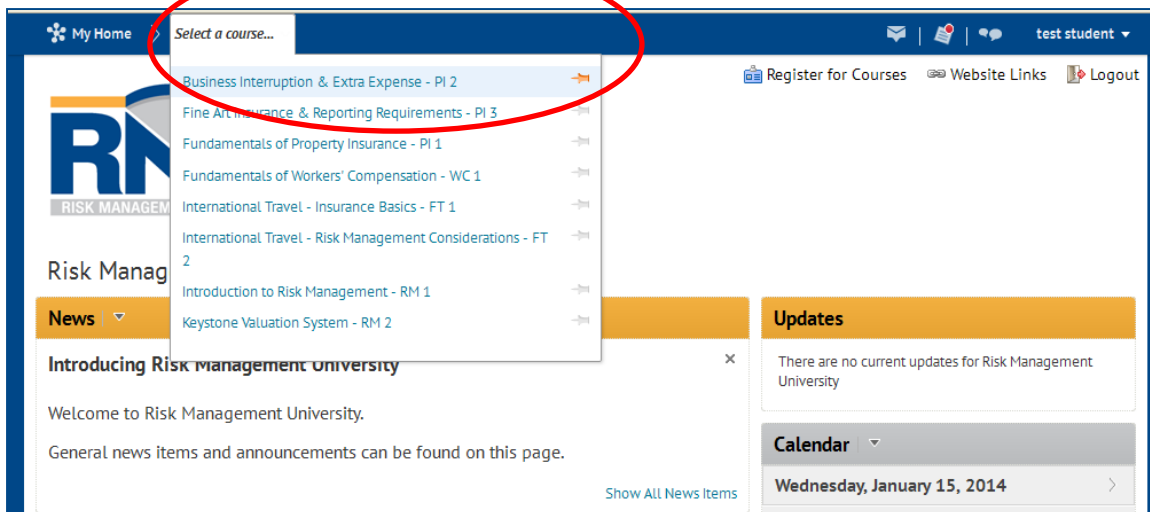 My Home
Select a course...
test student
Register for Courses
Website Links
Logout
Business Interruption & Extra Expense - PI 2
Fine Art Insurance & Reporting Requirements - PI 3
Fundamentals of Property Insurance - PI 1
Fundamentals of Workers' Compensation - WC 1
International Travel - Insurance Basics - FT 1
International Travel - Risk Management Considerations - FT
2
Introduction to Risk Management - RM 1
Keystone Valuation System - RM 2
RISK
Risk
News
Introducing Risk Management University
Welcome to Risk Management University.
General news items and announcements can be found on this page.
Show All News Items
Updates
There are no current updates for Risk Management
University
Calendar
Wednesday, January 15, 2014